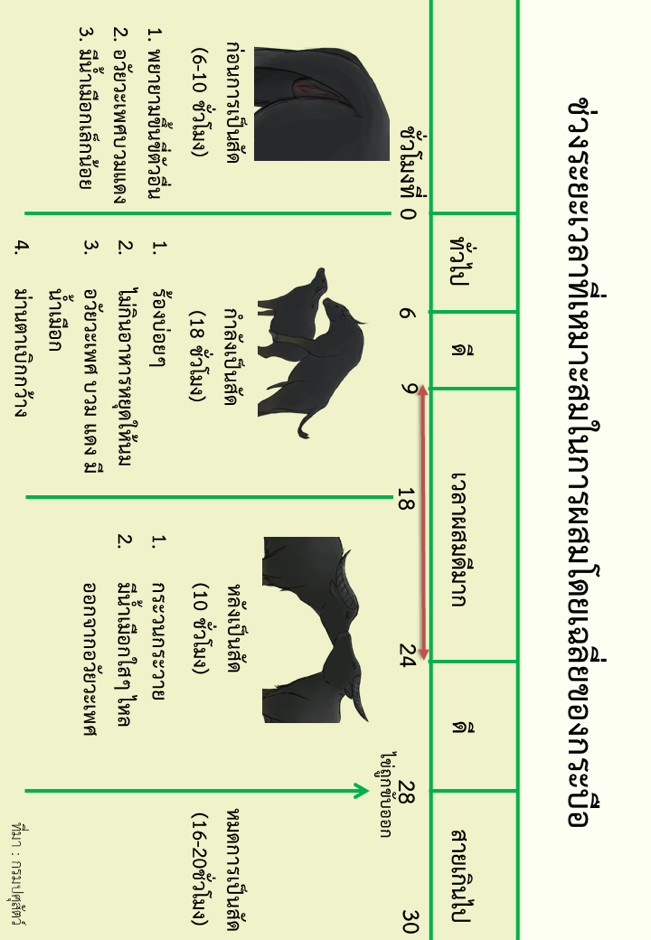 ช่วงระยะเวลาที่เหมาะสมในการผสมโดยเฉลี่ยของกระบือ
ทั่วไป
ดี
เวลาผสมดีมาก
ดี
สายเกินไป
ชั่วโมงที่ 0
6
9
18
24
28
30
ไข่ถูกขับออก
ก่อนการเป็นสัด
(6-10 ชั่วโมง)
1. พยายามขึ้นขี่ตัวอื่น
2. อวัยวะเพศบวมแดง
3. มีน้ำเมือกเล็กน้อย
กำลังเป็นสัด
(18 ชั่วโมง)
1. ร้องบ่อยๆ
2. ไม่กินอาหารหยุดให้นม
3. อวัยวะเพศ บวม แดง มี
น้ำเมือก
4. ม่านตาเบิกกว้าง
หลังเป็นสัด
(10 ชั่วโมง)
1. กระวนกระวาย
2. มีน้ำเมือกใสๆ ไหล
ออกจากอวัยวะเพศ
หมดการเป็นสัด
(16-20ชั่วโมง)
ที่มา : กรมปศุสัตว์